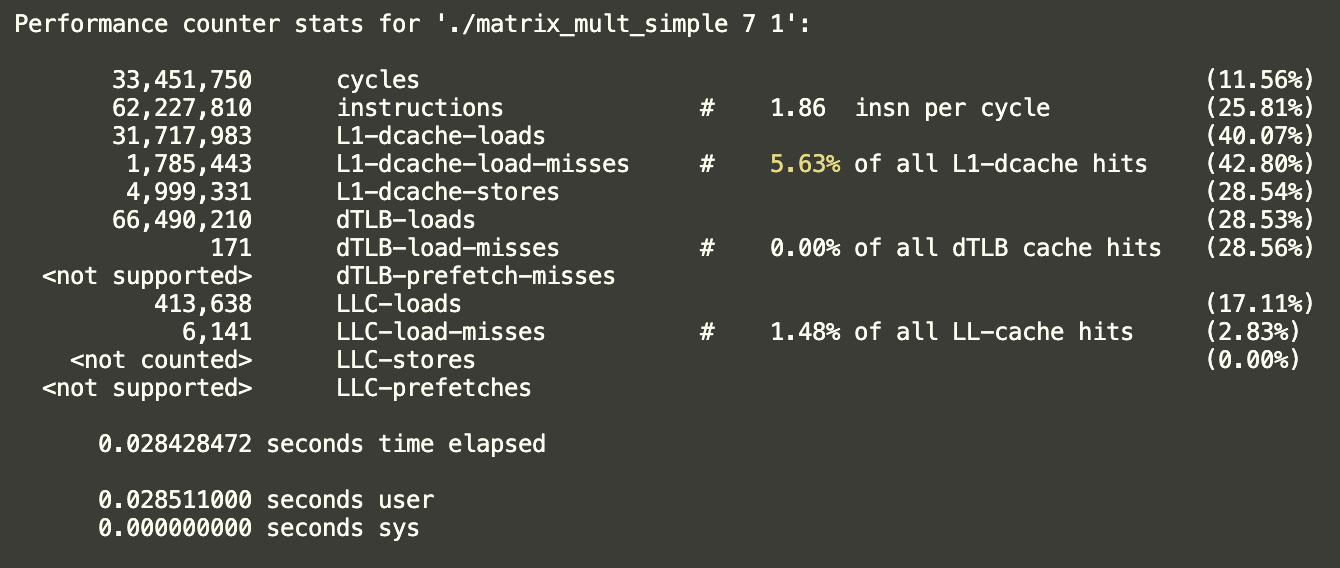 Performance counter stats for './matrix_mult_simple 7 1':
33,451,750 cycles (11.56%)
62,227,810 instructions # 1.86 insn per cycle (25.81%)
31,717,983 L1-dcache-loads (40.07%)
1,785,443 L1-dcache-load-misses # 5.63% of all L1-dcache hits (42.80%)
4,999,331 L1-dcache-stores (28.54%)
66,490,210 dTLB-loads (28.53%)
171 dTLB-load-misses # 0.00% of all dTLB cache hits (28.56%)
<not supported> dTLB-prefetch-misses
413,638 LLC-loads (17.11%)
6,141 LLC-load-misses # 1.48% of all LL-cache hits (2.83%)
<not counted> LLC-stores (0.00%)
<not supported> LLC-prefetches
0.028428472 seconds time elapsed
0.028511000 seconds user
0.000000000 seconds sys